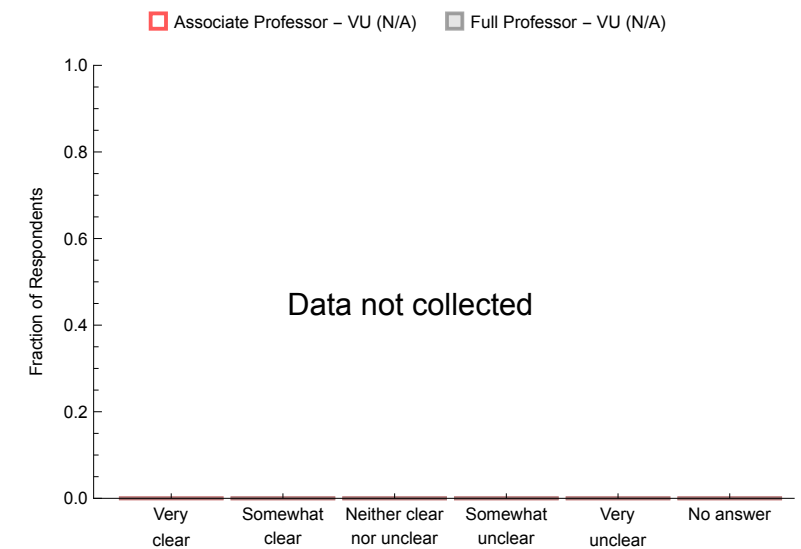 Associate Professor – VU (N/A) Full Professor – VU (N/A)
1.0
0.8
0.6
0.4
0.2
0.0
Fraction of Respondents
Data not collected
Very clear
Somewhat clear
Neither clear nor unclear
Somewhat unclear
Very unclear
No answer